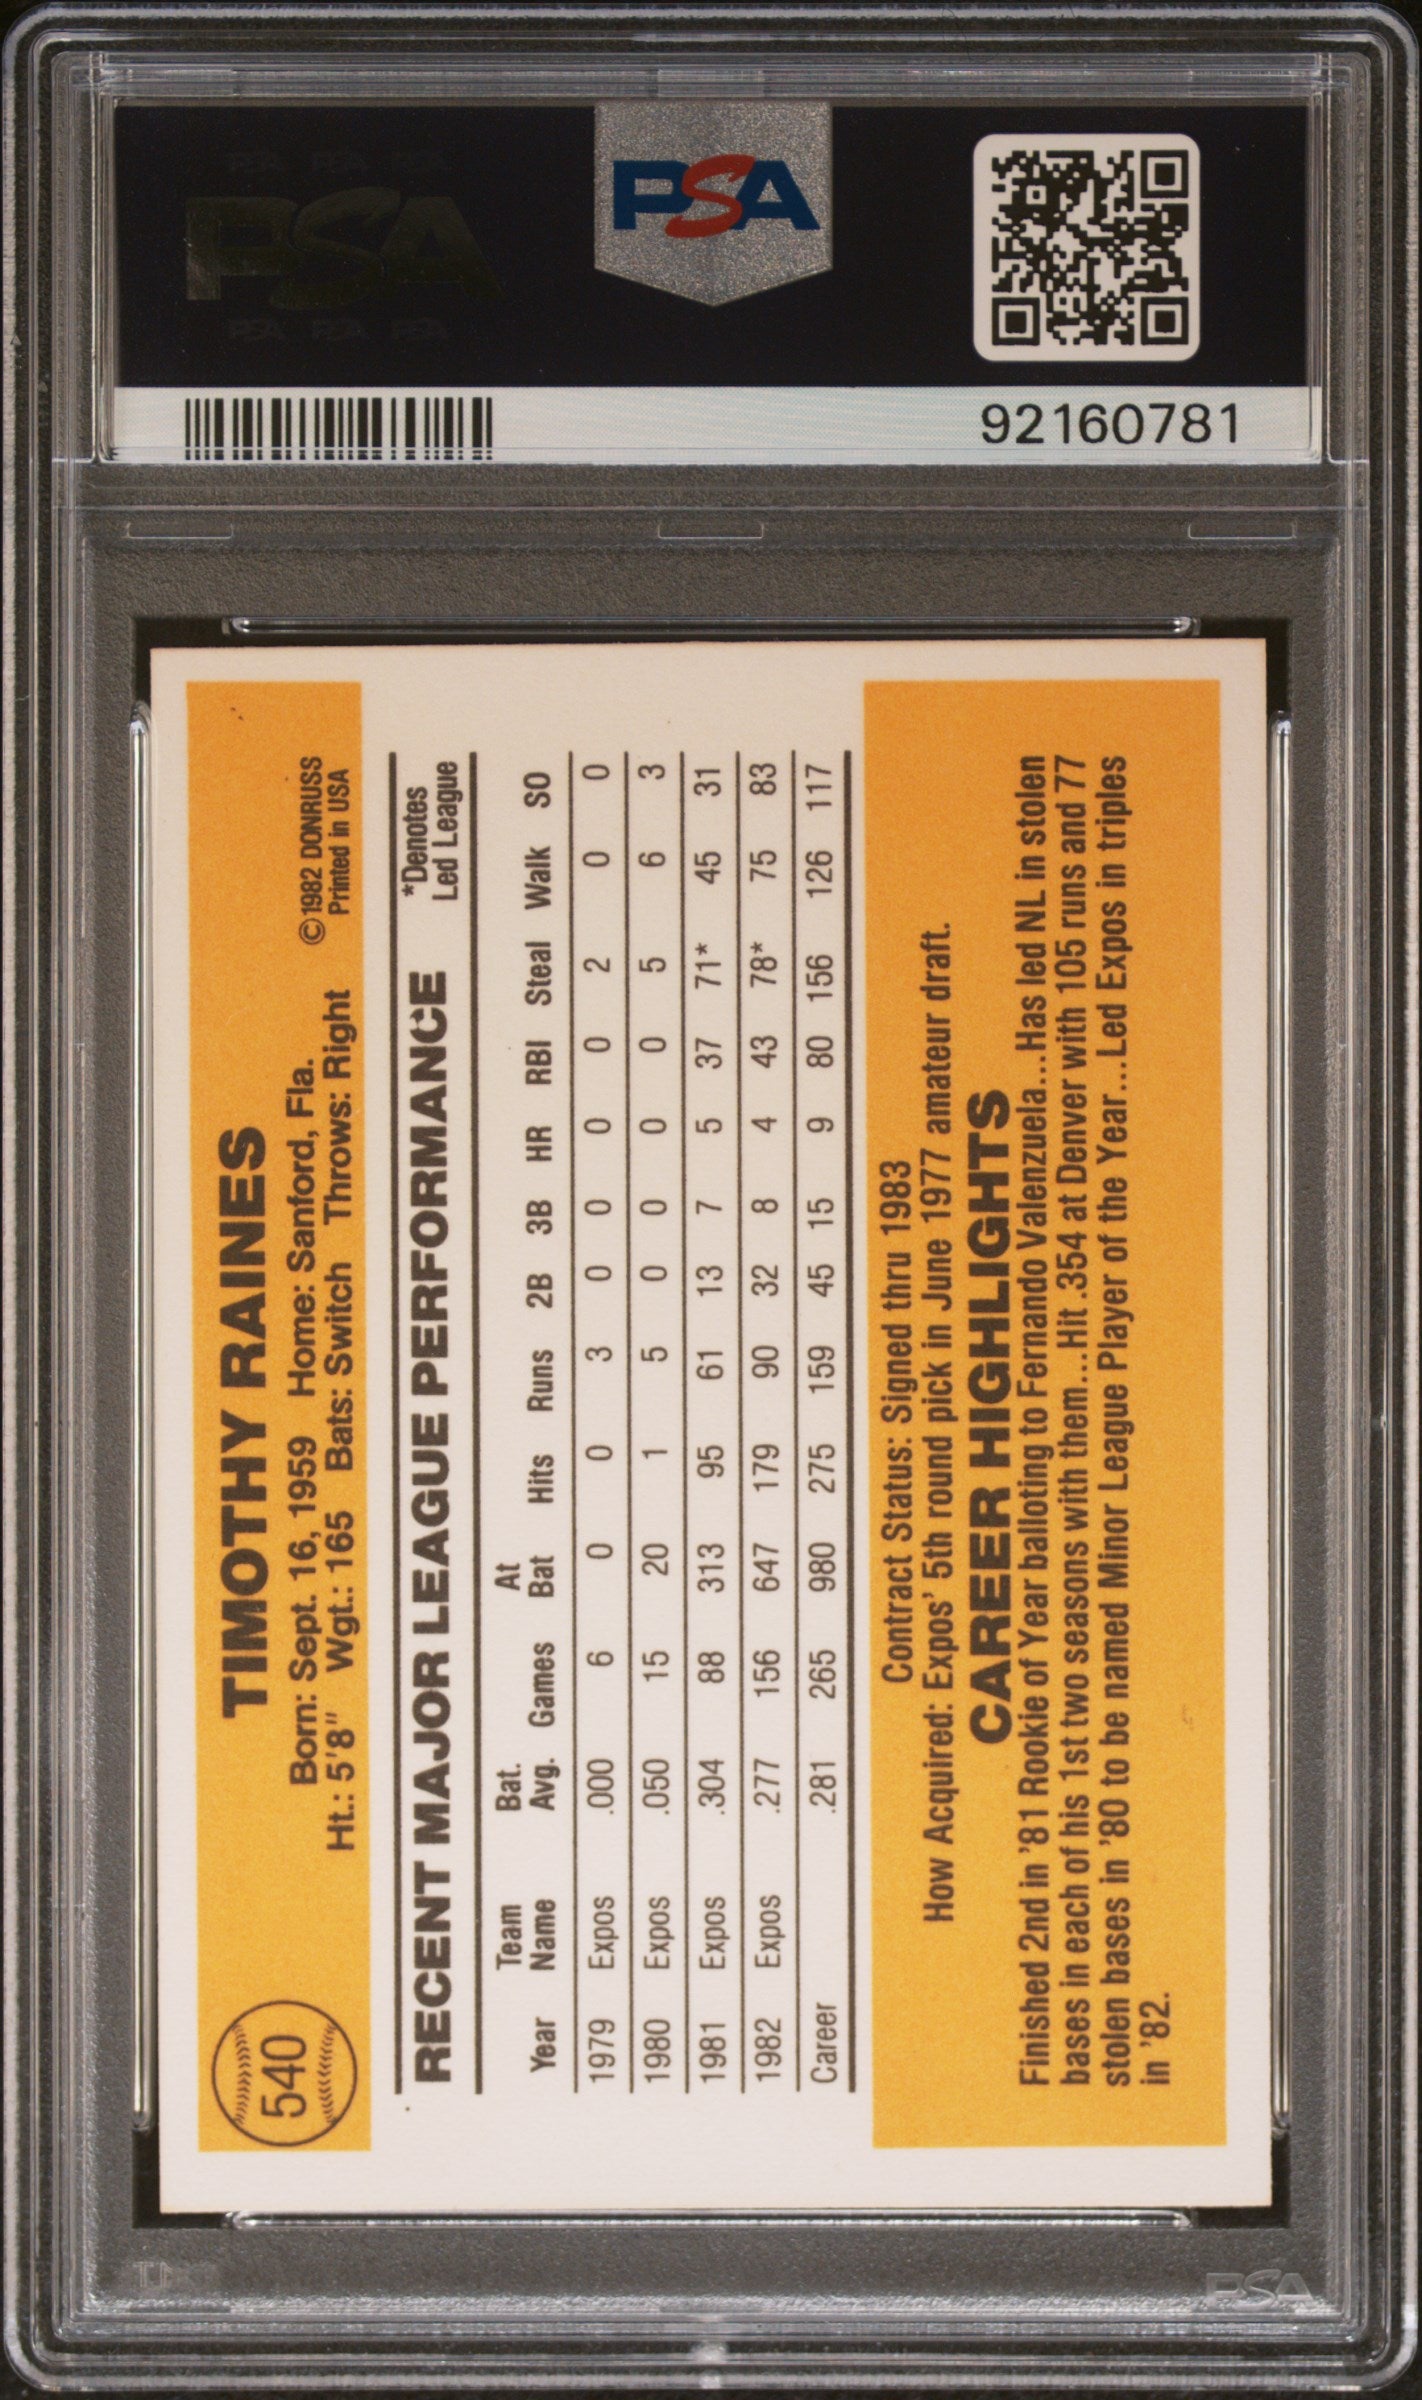 PSA PSA PSA
PSA
PSA PSA PSA
PSA
92160781
540
TIMOTHY RAINES
Born: Sept. 16, 1959 Home: Sanford, Fla.
Ht.: 5'8" Wgt.: 165 Bats: Switch Throws: Right
©1982 DONRUSS
Printed in USA
RECENT MAJOR LEAGUE PERFORMANCE
*Denotes
Led League
Year Team Name Bat. Avg. Games At Bat Hits Runs 2B 3B HR RBI Steal Walk SO
1979 Expos .000 6 0 0 3 0 0 0 0 2 0 0
1980 Expos .050 15 20 1 5 0 0 0 0 5 6 3
1981 Expos .304 88 313 95 61 13 7 5 37 71* 45 31
1982 Expos .277 156 647 179 90 32 8 4 43 78* 75 83
Career .281 265 980 275 159 45 15 9 80 156 126 117
Contract Status: Signed thru 1983
How Acquired: Expos' 5th round pick in June 1977 amateur draft.
CAREER HIGHLIGHTS
Finished 2nd in '81 Rookie of Year balloting to Fernando Valenzuela...Has led NL in stolen
bases in each of his 1st two seasons with them...Hit .354 at Denver with 105 runs and 77
stolen bases in '80 to be named Minor League Player of the Year...Led Expos in triples
in '82.
PSA